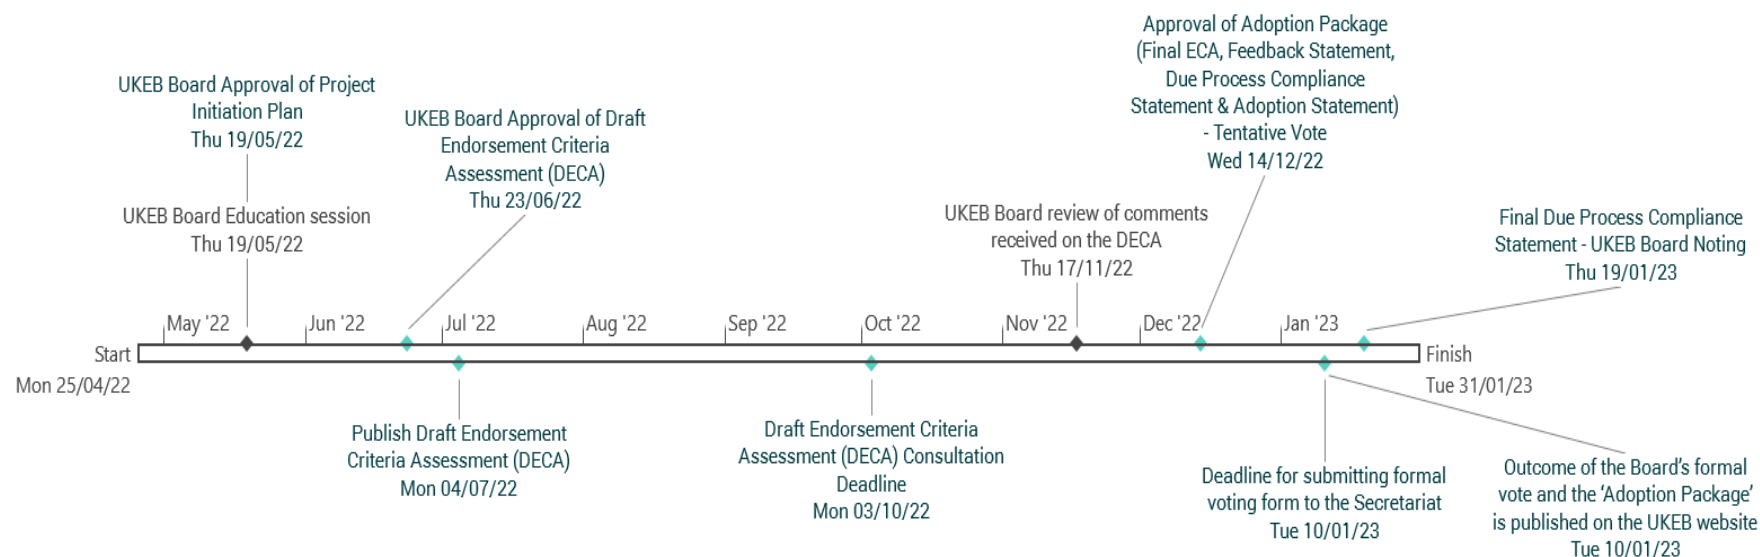 UKEB Board Approval of Project
Initiation Plan
Thu 19/05/22
UKEB Board Education session
Thu 19/05/22
UKEB Board Approval of Draft
Endorsement Criteria
Assessment (DECA)
Thu 23/06/22
UKEB Board review of comments
received on the DECA
Thu 17/11/22
Approval of Adoption Package
(Final ECA, Feedback Statement,
Due Process Compliance
Statement & Adoption Statement)
- Tentative Vote
Wed 14/12/22
Final Due Process Compliance
Statement - UKEB Board Noting
Thu 19/01/23
May '22
Jun '22
Jul '22
Aug '22
Sep '22
Oct '22
Nov '22
Dec '22
Jan '23
Start
Mon 25/04/22
Finish
Tue 31/01/23
Publish Draft Endorsement
Criteria Assessment (DECA)
Mon 04/07/22
Draft Endorsement Criteria
Assessment (DECA) Consultation
Deadline
Mon 03/10/22
Deadline for submitting formal
voting form to the Secretariat
Tue 10/01/23
Outcome of the Board’s formal
vote and the ‘Adoption Package’
is published on the UKEB website
Tue 10/01/23